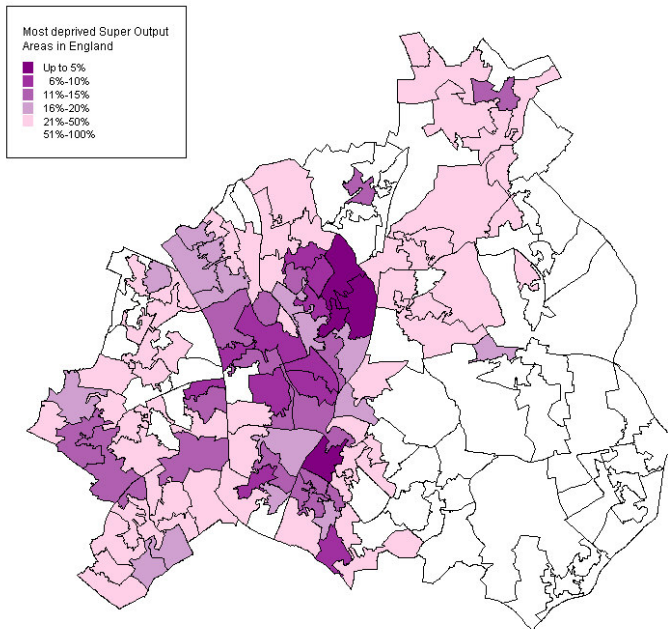 Most deprived Super Output
Areas in England
Up to 5%
6%-10%
11%-15%
16%-20%
21%-50%
51%-100%